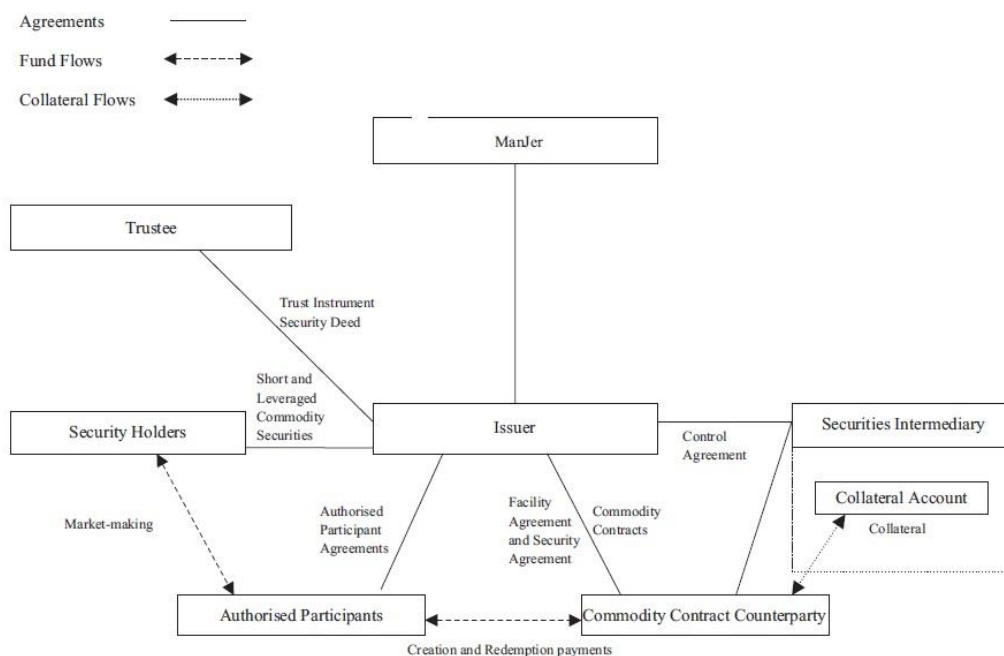 Agreements
Fund Flows
Collateral Flows
ManJer
Trustee
Trust Instrument
Security Deed
Short and
Leveraged
Commodity
Securities
Security Holders
Issuer
Securities Intermediary
Control
Agreement
Collateral Account
Collateral
Market-making
Authorised
Participant
Agreements
Facility
Agreement
and Security
Agreement
Commodity
Contracts
Authorised Participants
Commodity Contract Counterparty
Creation and Redemption payments